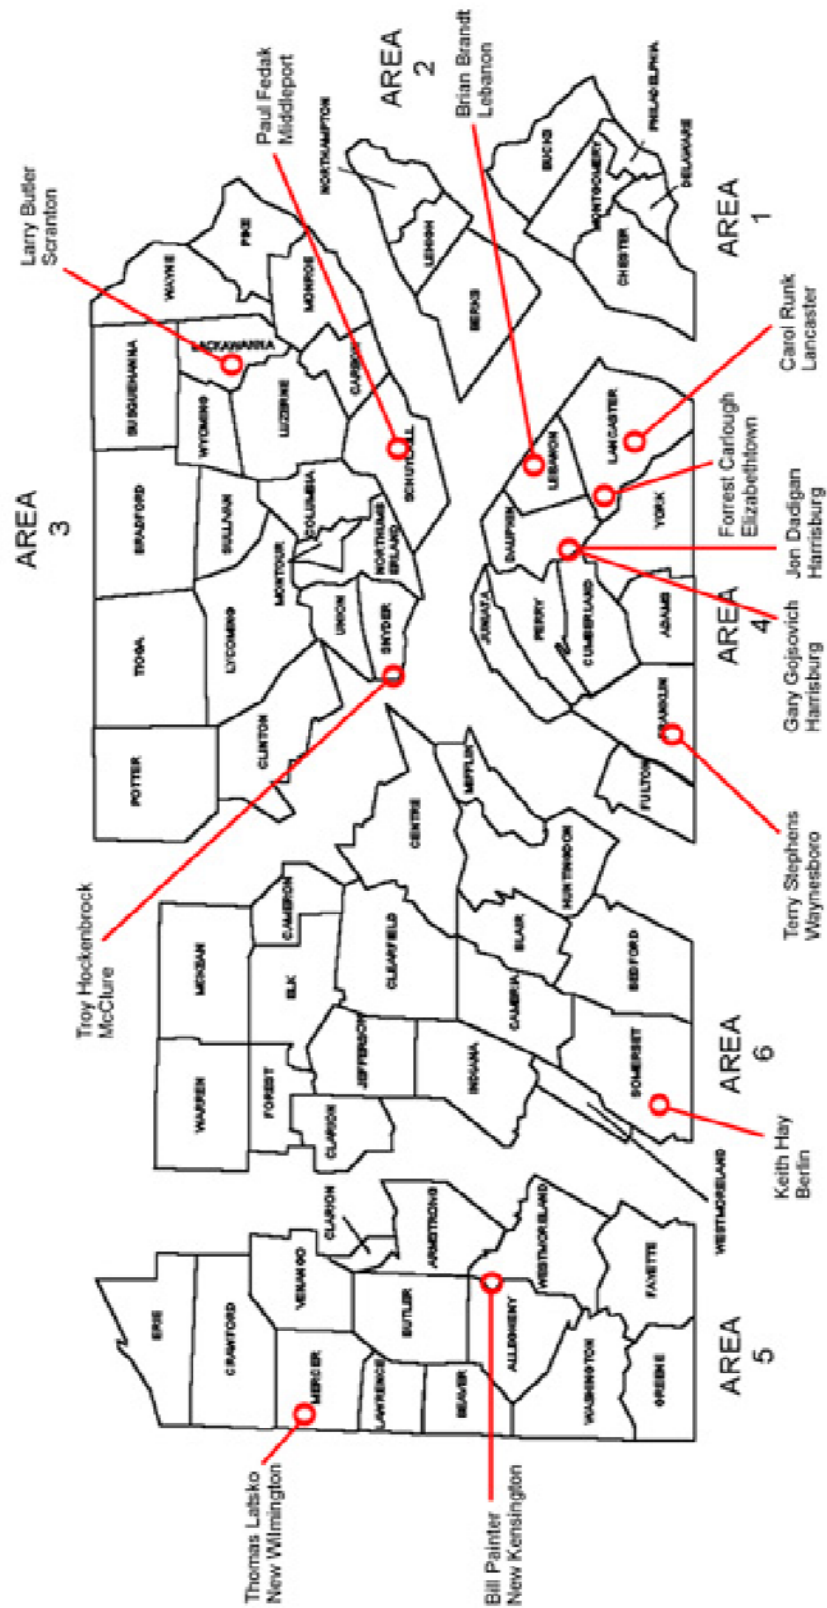 AREA
3
Troy Hockenbrock
McClure
Larry Butler
Scranton
Paul Fedak
Middleport
AREA
2
Brian Brandt
Lebanon
Thomas Latsko
New Wilmington
Bill Painter
New Kensington
ERIE
CRAWFORD
MERCER
VENANGO
CLARION
LAWRENCE
BUTLER
ARMSTRONG
BEAVER
ALLEGHENY
WESTMORELAND
WASHINGTON
GREENE
FAYETTE
WARREN
MCKEAN
FOREST
ELK
CAMERON
CLARION
JEFFERSON
CLEARFIELD
CENTRE
MIFFLIN
INDIANA
CAMBRIA
BLAIR
HUNTINGDON
SOMERSET
BEDFORD
WESTMORELAND
POTTER
TIOGA
BRADFORD
SUSQUEHANNA
WAYNE
CLINTON
LYCOMING
SULLIVAN
WYOMING
LACKAWANNA
PIKE
UNION
MONTOUR
COLUMBIA
LUZERNE
MONROE
SNYDER
NORTHUMB
ERLAND
CARBON
SCHUYLKILL
NORTHAMPTON
LEHIGH
BERKS
JUNIATA
PERRY
DAUPHIN
LEBANON
CUMBERLAND
LANCASTER
FULTON
FRANKLIN
ADAMS
YORK
BUCKS
MONTGOMERY
CHESTER
PHILADELPHIA
DELAWARE
AREA
5
AREA
6
AREA
4
AREA
1
Keith Hay
Berlin
Terry Stephens
Waynesboro
Gary Gojsovich
Harrisburg
Jon Dadigan
Harrisburg
Forrest Carlough
Elizabethtown
Carol Runk
Lancaster